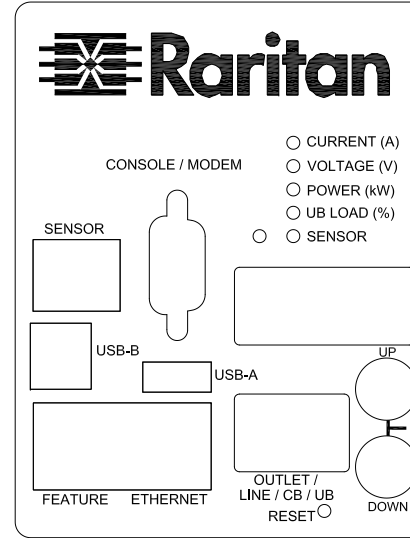 Raritan
CURRENT (A)
CONSOLE / MODEM
VOLTAGE (V)
POWER (kW)
UB LOAD (%)
SENSOR
SENSOR
USB-B
UP
USB-A
OUTLET /
LINE / CB / UB
FEATURE
ETHERNET
DOWN
RESET